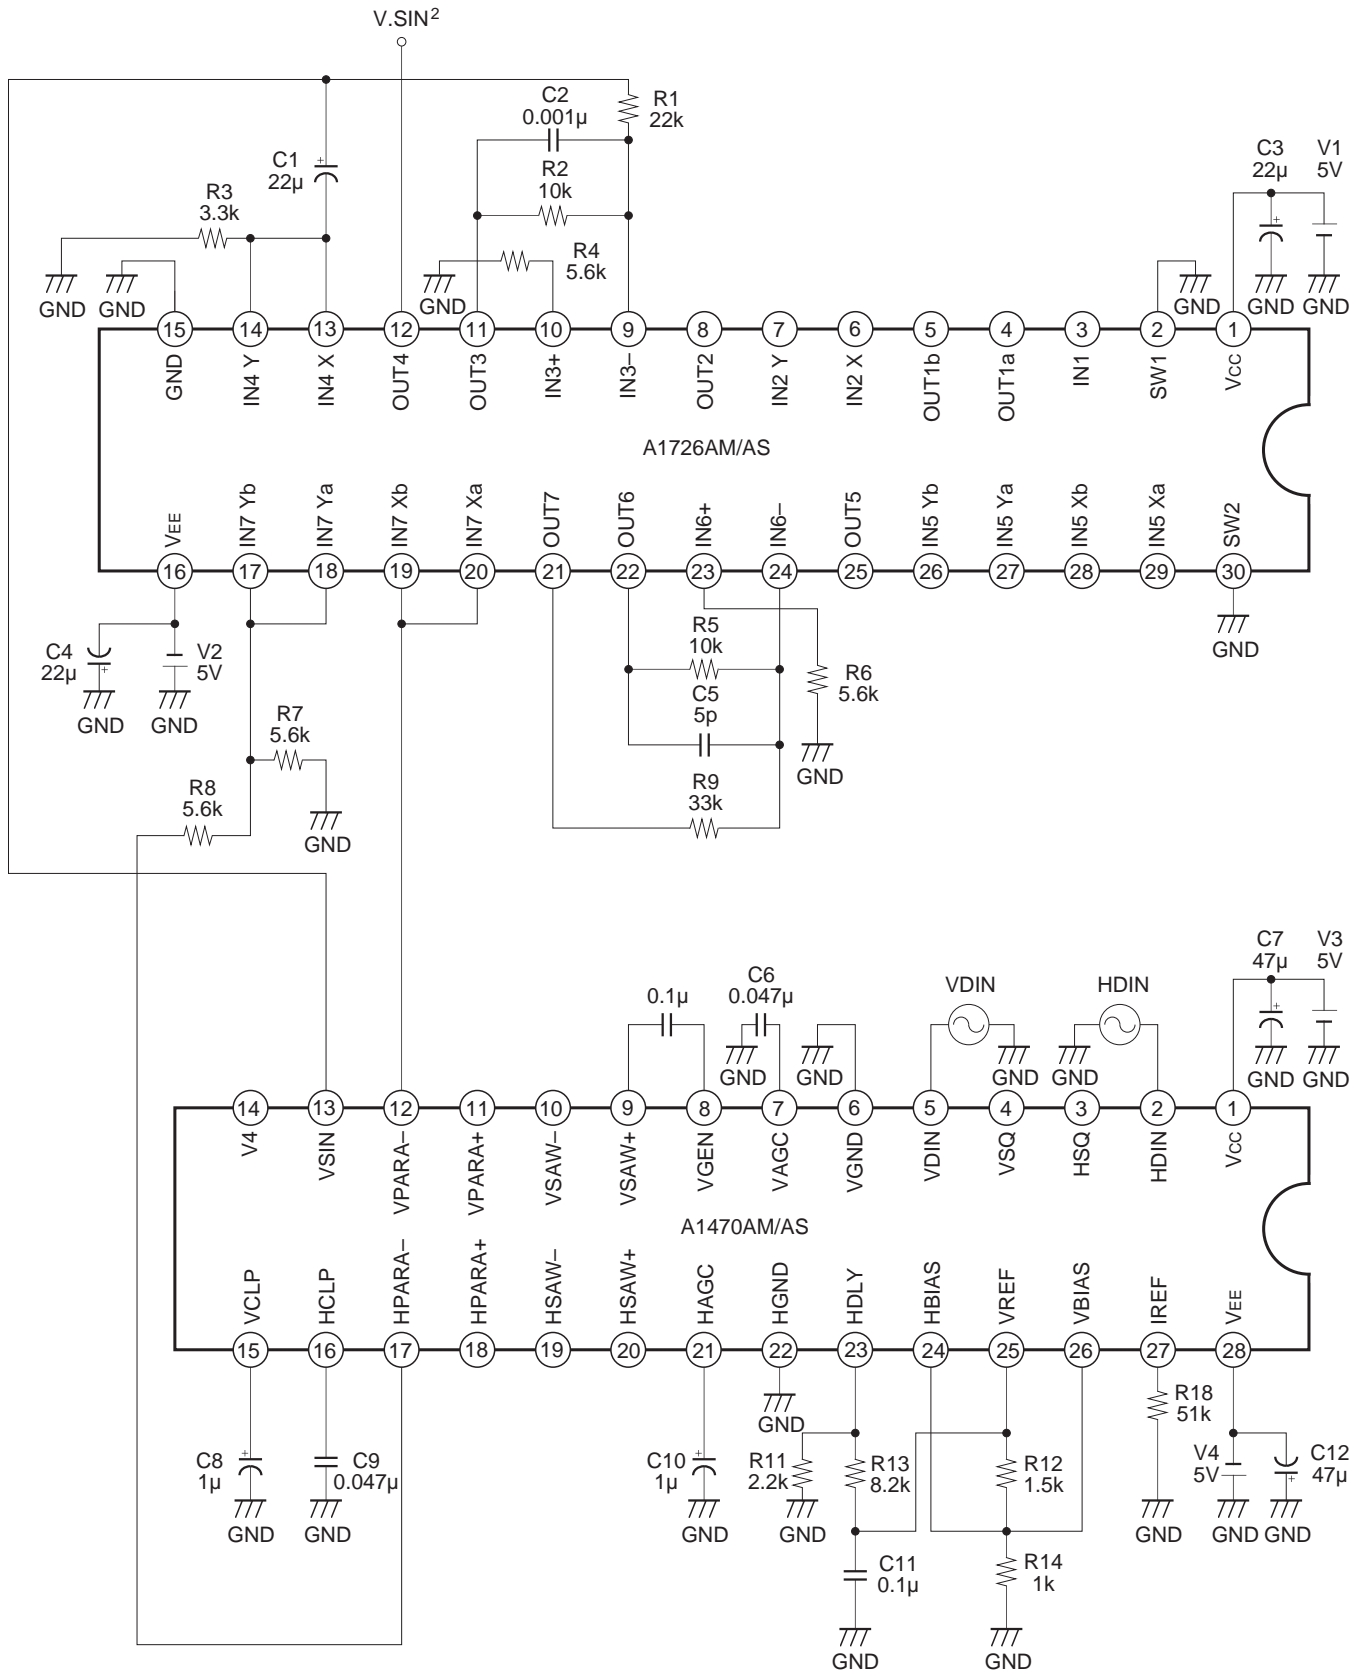 V.SIN²
C2
0.001µ
R1
22k
C1
22µ
R2
10k
C3
22µ
V1
5V
R3
3.3k
R4
5.6k
GND
GND
GND
GND
GND
GND
15
14
13
12
11
10
9
8
7
6
5
4
3
2
1
GND
IN4 Y
IN4 X
OUT4
OUT3
IN3+
IN3–
OUT2
IN2 Y
IN2 X
OUT1b
OUT1a
IN1
SW1
VCC
A1726AM/AS
VEE
IN7 Yb
IN7 Ya
IN7 Xb
IN7 Xa
OUT7
OUT6
IN6+
IN6–
OUT5
IN5 Yb
IN5 Ya
IN5 Xb
IN5 Xa
SW2
16
17
18
19
20
21
22
23
24
25
26
27
28
29
30
C4
22µ
V2
5V
GND
GND
R5
10k
C5
5p
R6
5.6k
GND
GND
R7
5.6k
R8
5.6k
GND
R9
33k
C7
47µ
V3
5V
0.1µ
C6
0.047µ
VDIN
HDIN
GND
GND
GND
GND
GND
GND
14
13
12
11
10
9
8
7
6
5
4
3
2
1
V4
VSIN
VPARA–
VPARA+
VSAW–
VSAW+
VGEN
VAGC
VGND
VDIN
VSQ
HSQ
HDIN
VCC
A1470AM/AS
VCLP
HCLP
HPARA–
HPARA+
HSAW–
HSAW+
HAGC
HGND
HDLY
HBIAS
VREF
VBIAS
IREF
VEE
15
16
17
18
19
20
21
22
23
24
25
26
27
28
GND
R18
51k
C8
1µ
C9
0.047µ
C10
1µ
R11
2.2k
R13
8.2k
R12
1.5k
V4
5V
C12
47µ
GND
GND
GND
GND
GND
GND
GND
C11
0.1µ
R14
1k
GND
GND